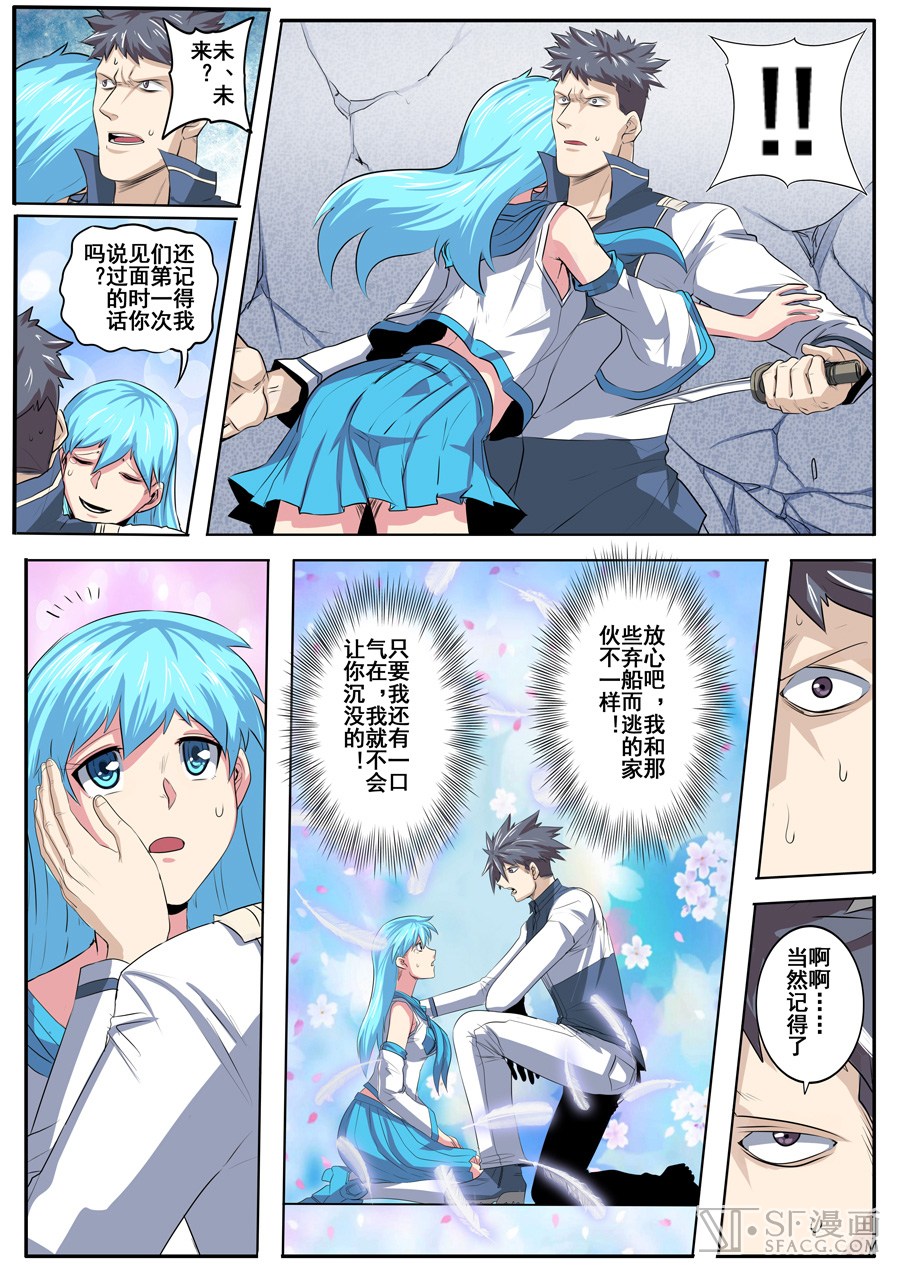 !!
未、未
来？
还记得我
们第一次
见面时你
说过的话
吗？
啊啊……
当然记得了
放心吧，我和那
些弃船而逃的家
伙不一样！
只要我还有一口
气在，我就不会
让你沉没的！
SF漫画
SFACG.COM